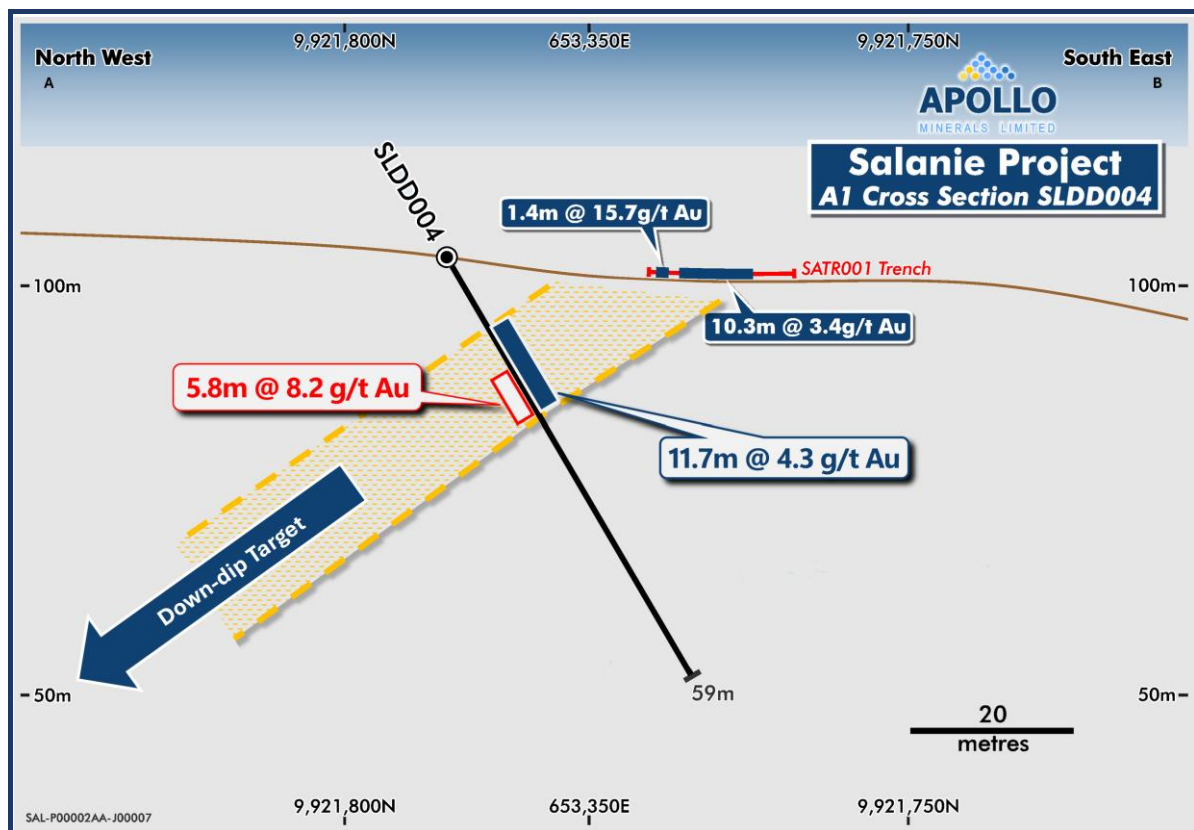 9,921,800N
653,350E
9,921,750N
North West
A
South East
B
APOLLO
MINERALS LIMITED
Salanie Project
A1 Cross Section SLDD004
SLDD004
1.4m @ 15.7g/t Au
SATR001 Trench
100m
100m
10.3m @ 3.4g/t Au
5.8m @ 8.2 g/t Au
11.7m @ 4.3 g/t Au
Down-dip Target
50m
59m
50m
20
metres
9,921,800N
653,350E
9,921,750N
SAL-P00002AA-J00007